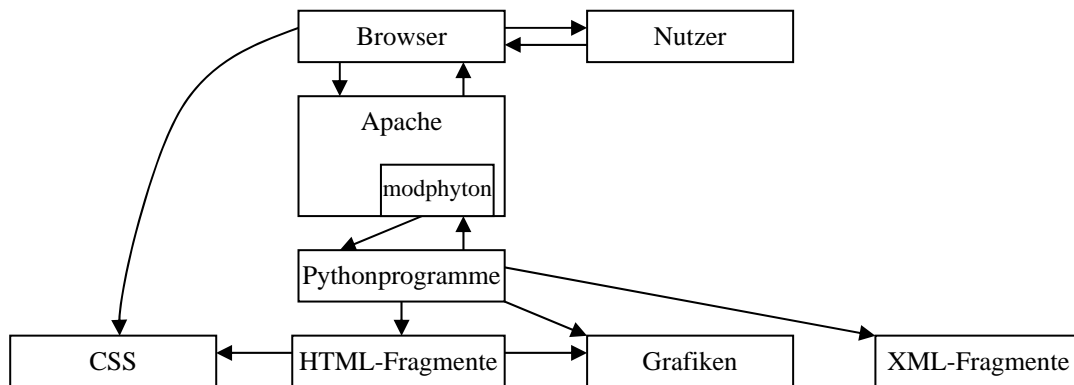 Browser
Nutzer
Apache
modphyton
Pythonprogramme
CSS
HTML-Fragmente
Grafiken
XML-Fragmente